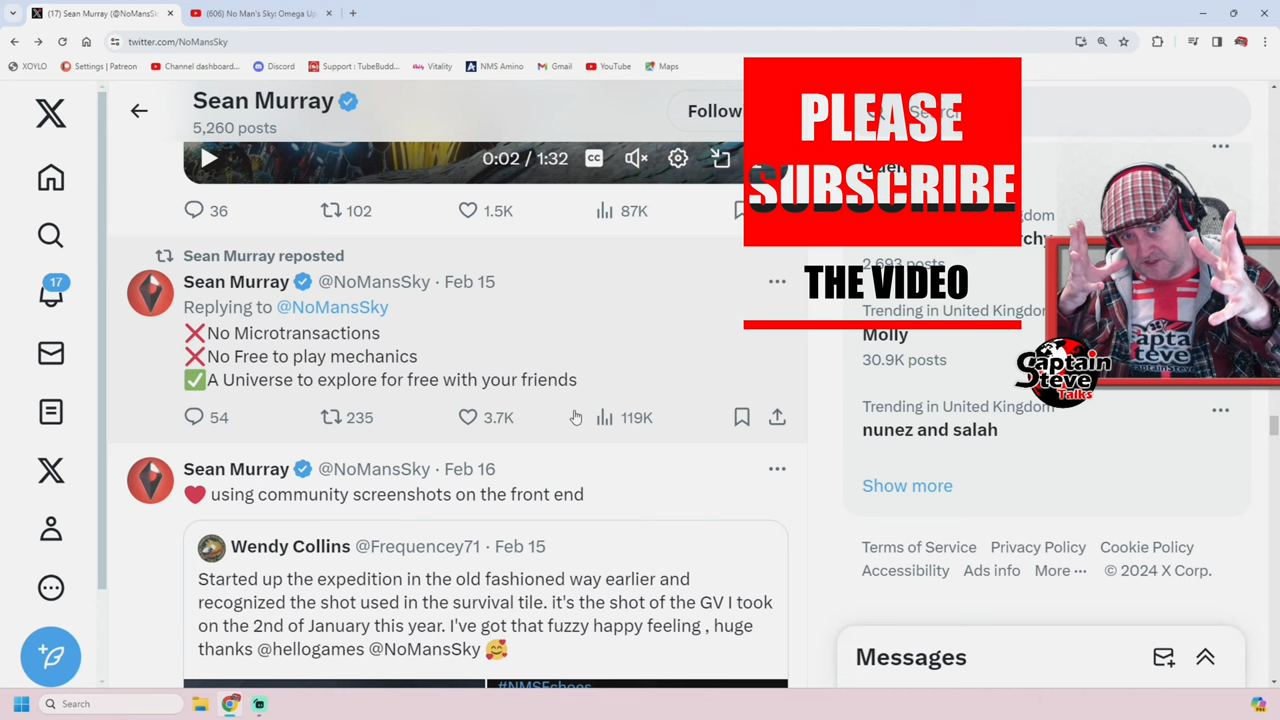 (17) Sean Murray (@NoMansSk
(606) No Man's Sky: Omega Up
twitter.com/NoMansSky
XOYLO
Settings | Patreon
Channel dashboard...
Discord
Support : TubeBudd...
Vitality
NMS Amino
Gmail
YouTube
Maps
Sean Murray
5,260 posts
Follow
Search
0:02 / 1:32
CC
36
102
1.5K
87K
PLEASE
SUBSCRIBE
THE VIDEO
2,693 posts
Sean Murray reposted
Sean Murray @NoMansSky · Feb 15
Replying to @NoMansSky
❌No Microtransactions
❌No Free to play mechanics
✅A Universe to explore for free with your friends
54
235
3.7K
119K
17
Trending in United Kingdom
Molly
30.9K posts
Trending in United Kingdom
nunez and salah
Show more
Captain
Steve
Talks
Sean Murray @NoMansSky · Feb 16
❤️ using community screenshots on the front end
Wendy Collins @Frequencey71 · Feb 15
Started up the expedition in the old fashioned way earlier and
recognized the shot used in the survival tile. it's the shot of the GV I took
on the 2nd of January this year. I've got that fuzzy happy feeling , huge
thanks @hellogames @NoMansSky 🥰
#NMSEchoes
Terms of Service Privacy Policy Cookie Policy
Accessibility Ads info More ··· © 2024 X Corp.
Messages
Search